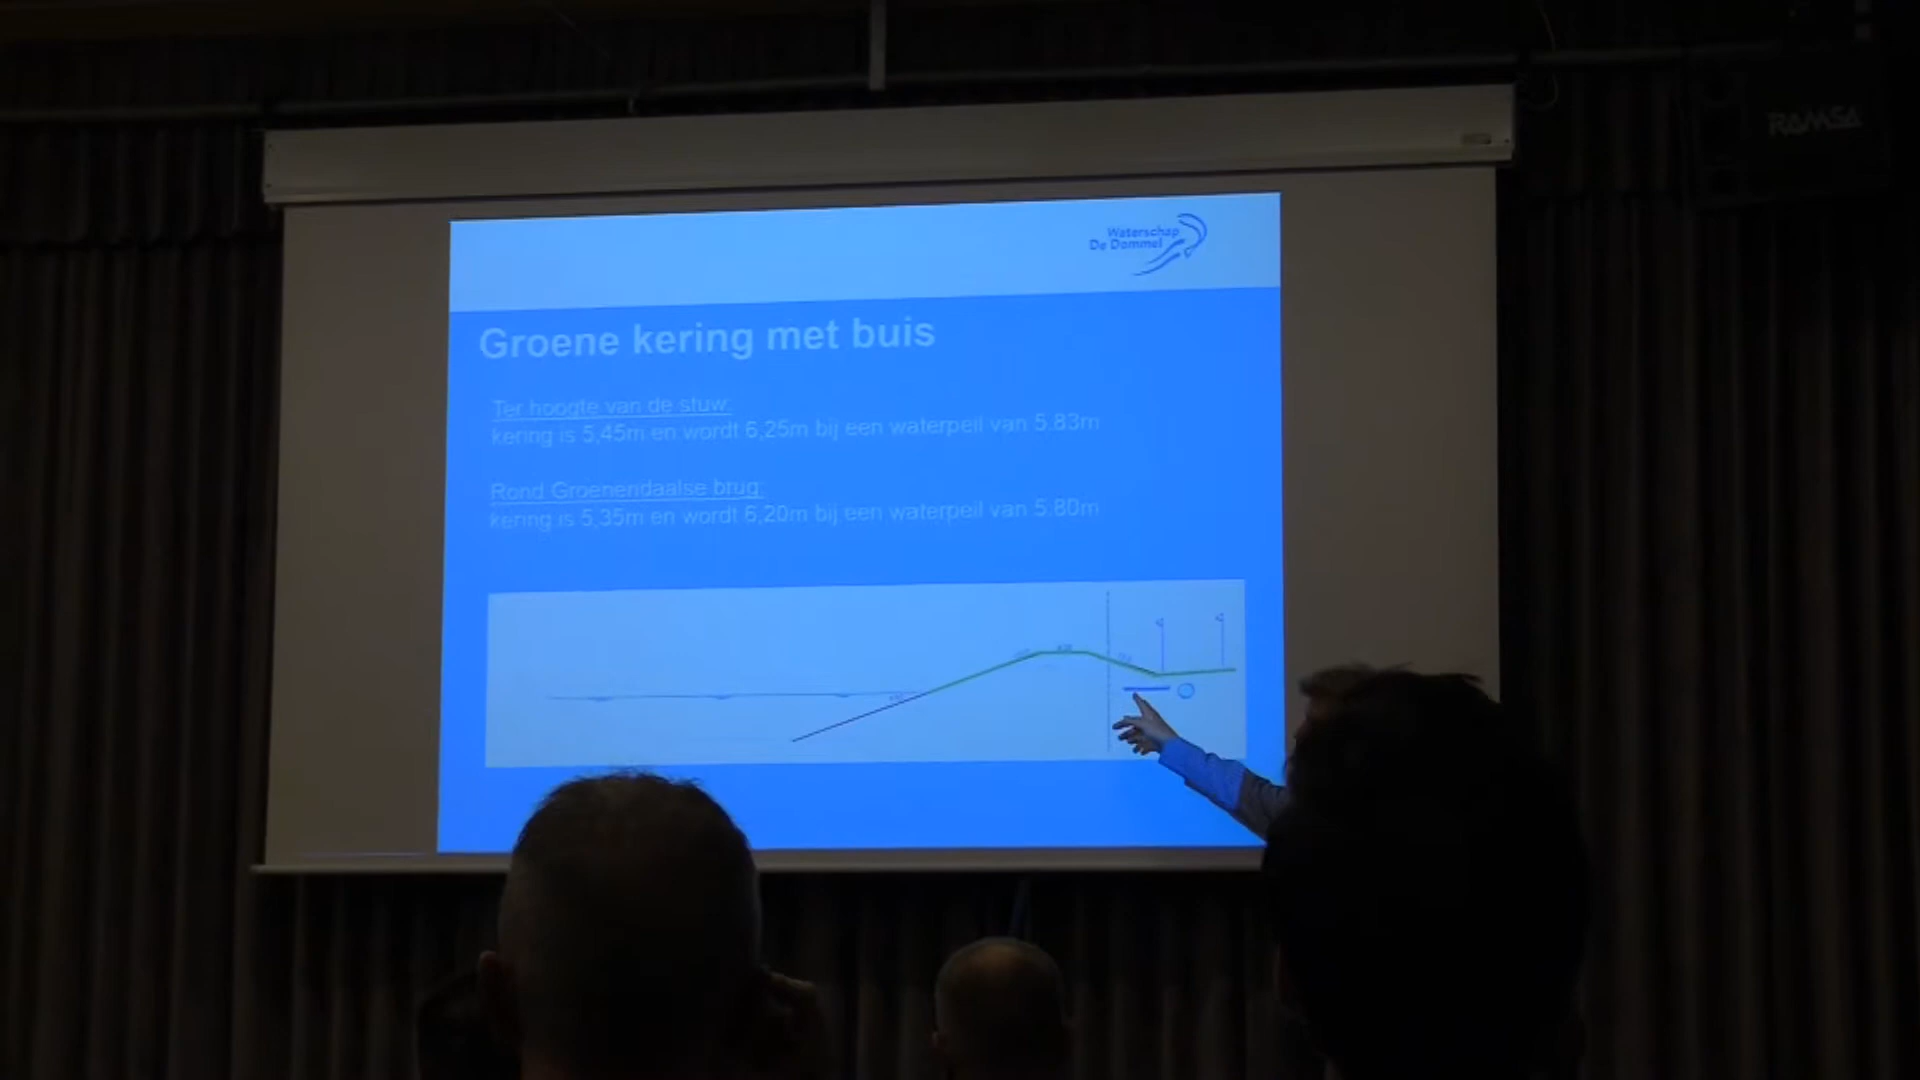 RAMSA
Waterschap
De Dommel
Groene kering met buis
Ter hoogte van de stuw:
kering is 5,45m en wordt 6,25m bij een waterpeil van 5.83m
Rond Groenendaalse brug:
kering is 5,35m en wordt 6,20m bij een waterpeil van 5.80m